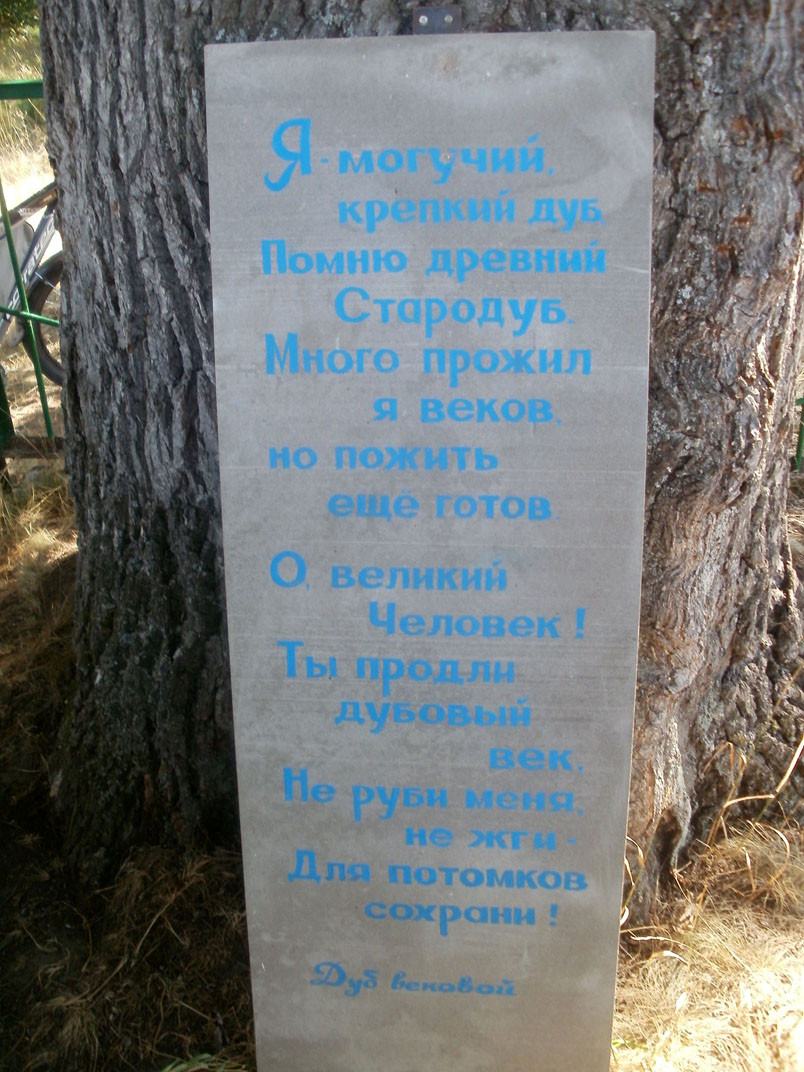 Я - могучий,
крепкий дуб,
Помню древний
Стародуб.
Много прожил
я веков,
но пожить
ещё готов.
О, великий
Человек!
Ты продли
дубовый
век,
Не руби меня,
не жги -
Для потомков
сохрани!
Дуб вековой